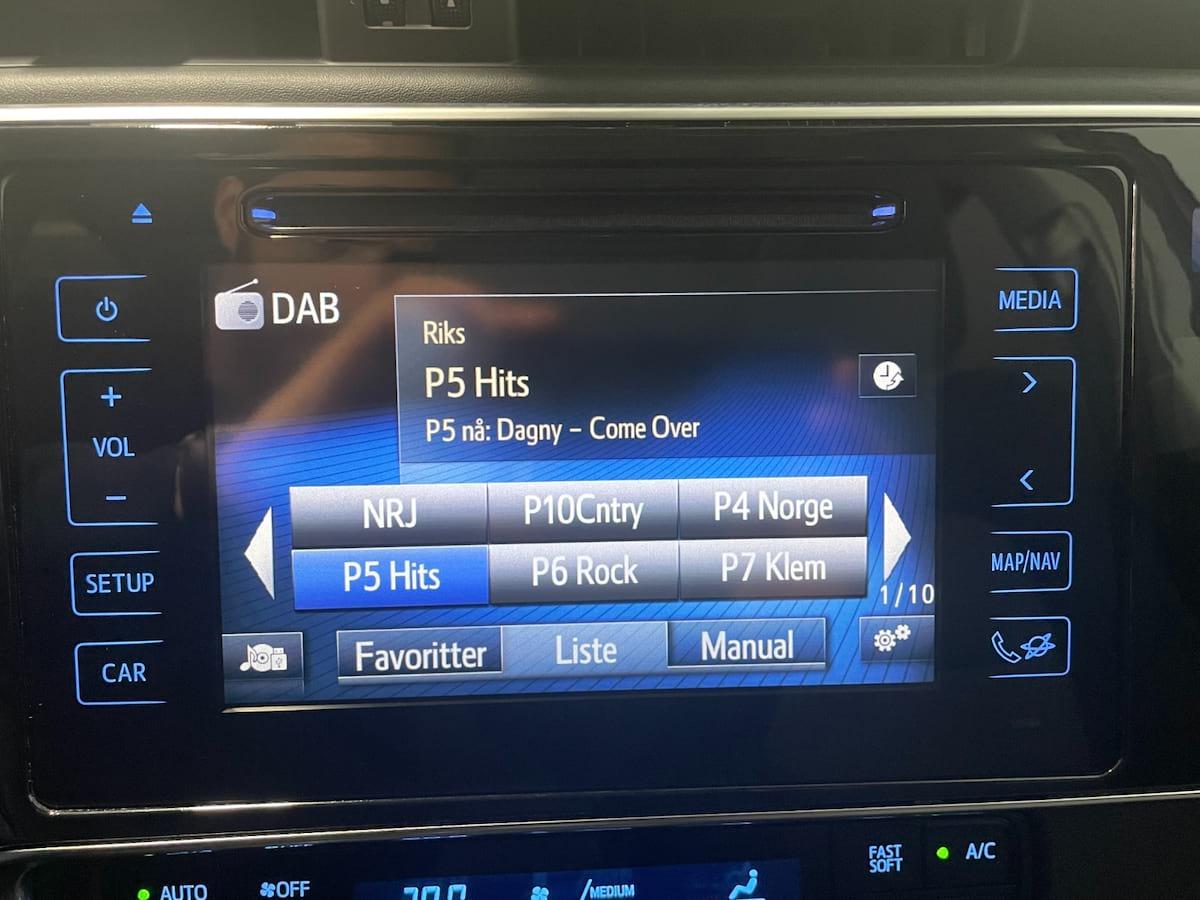 DAB
Riks
P5 Hits
P5 nå: Dagny – Come Over
NRJ
P10Cntry
P4 Norge
P5 Hits
P6 Rock
P7 Klem
1/10
Favoritter
Liste
Manual
+
VOL
–
SETUP
CAR
MEDIA
>
<
MAP/NAV
AUTO
OFF
MEDIUM
FAST
SOFT
A/C